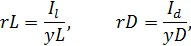 rL = I_l / yL,   rD = I_d / yD,